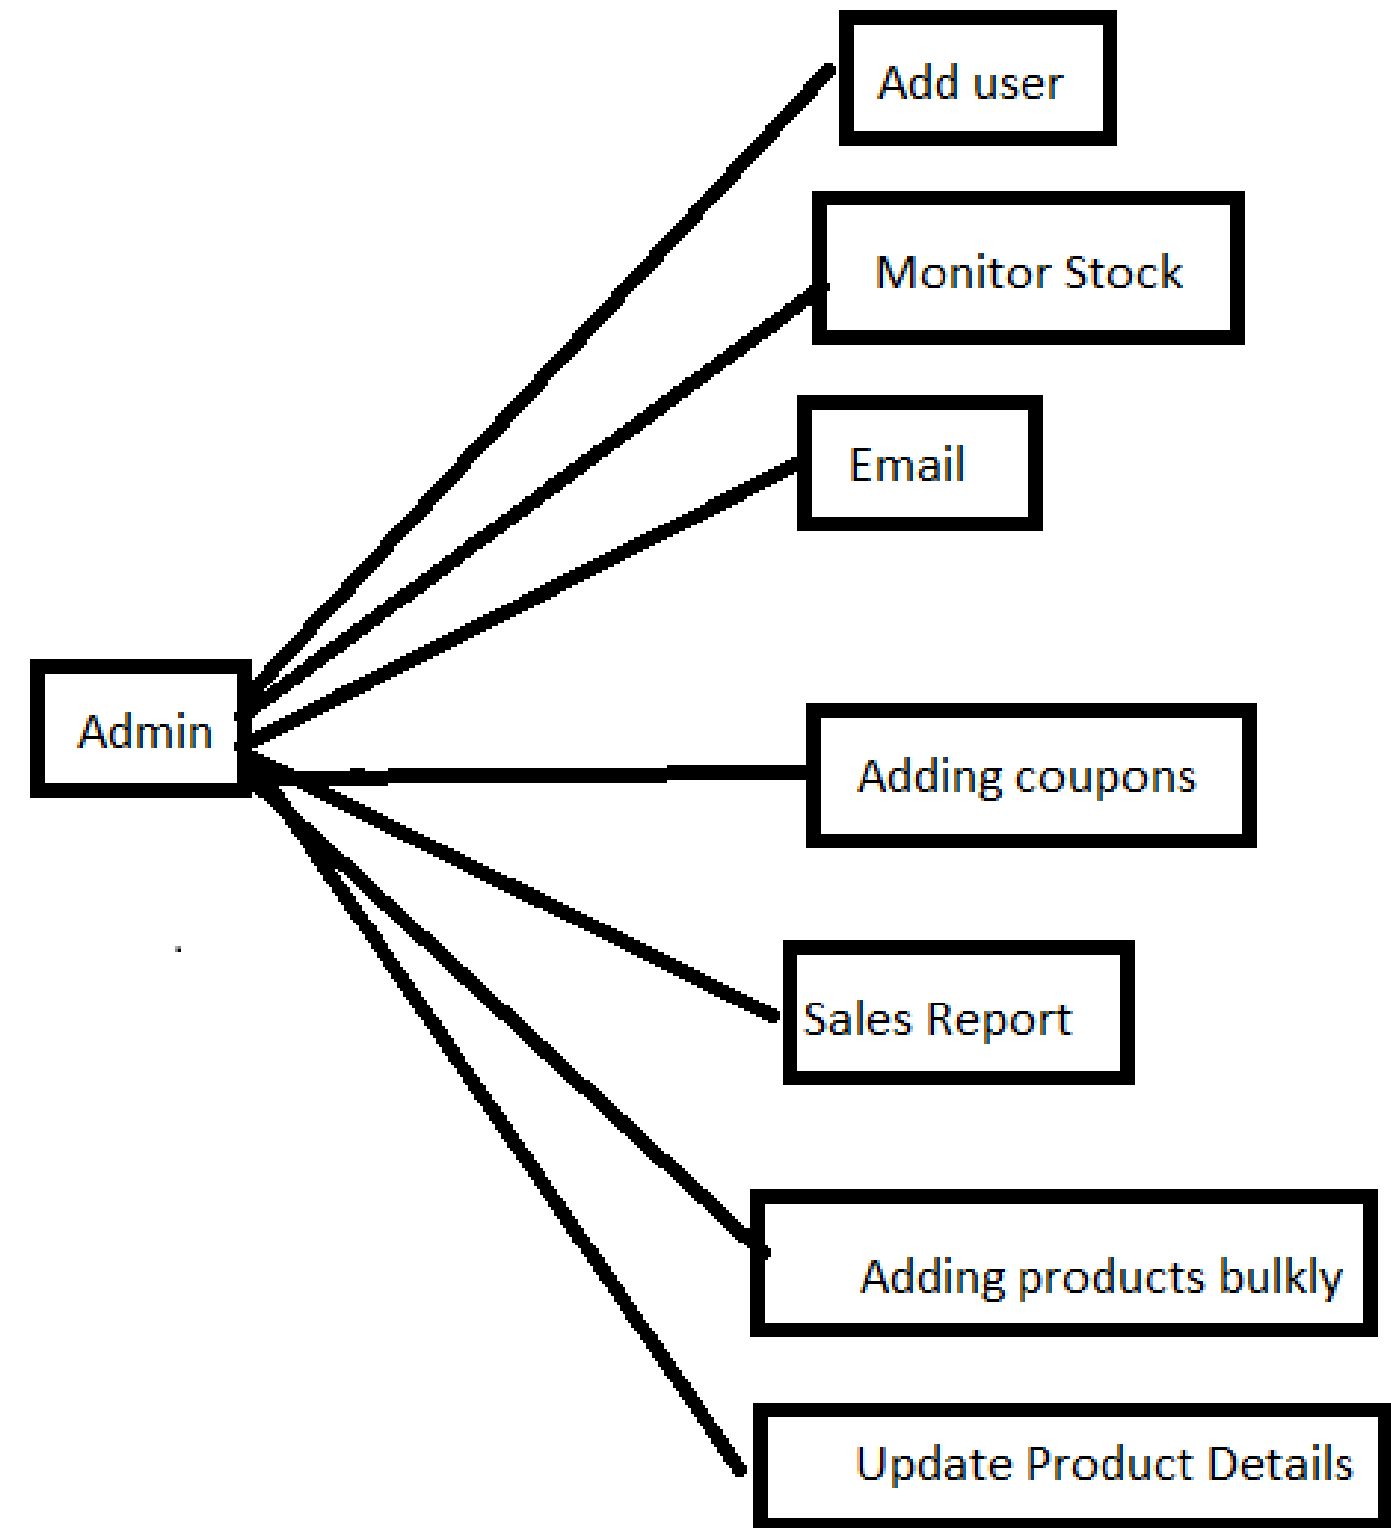 Add user
Monitor Stock
Email
Admin
Adding coupons
Sales Report
Adding products bulkly
Update Product Details